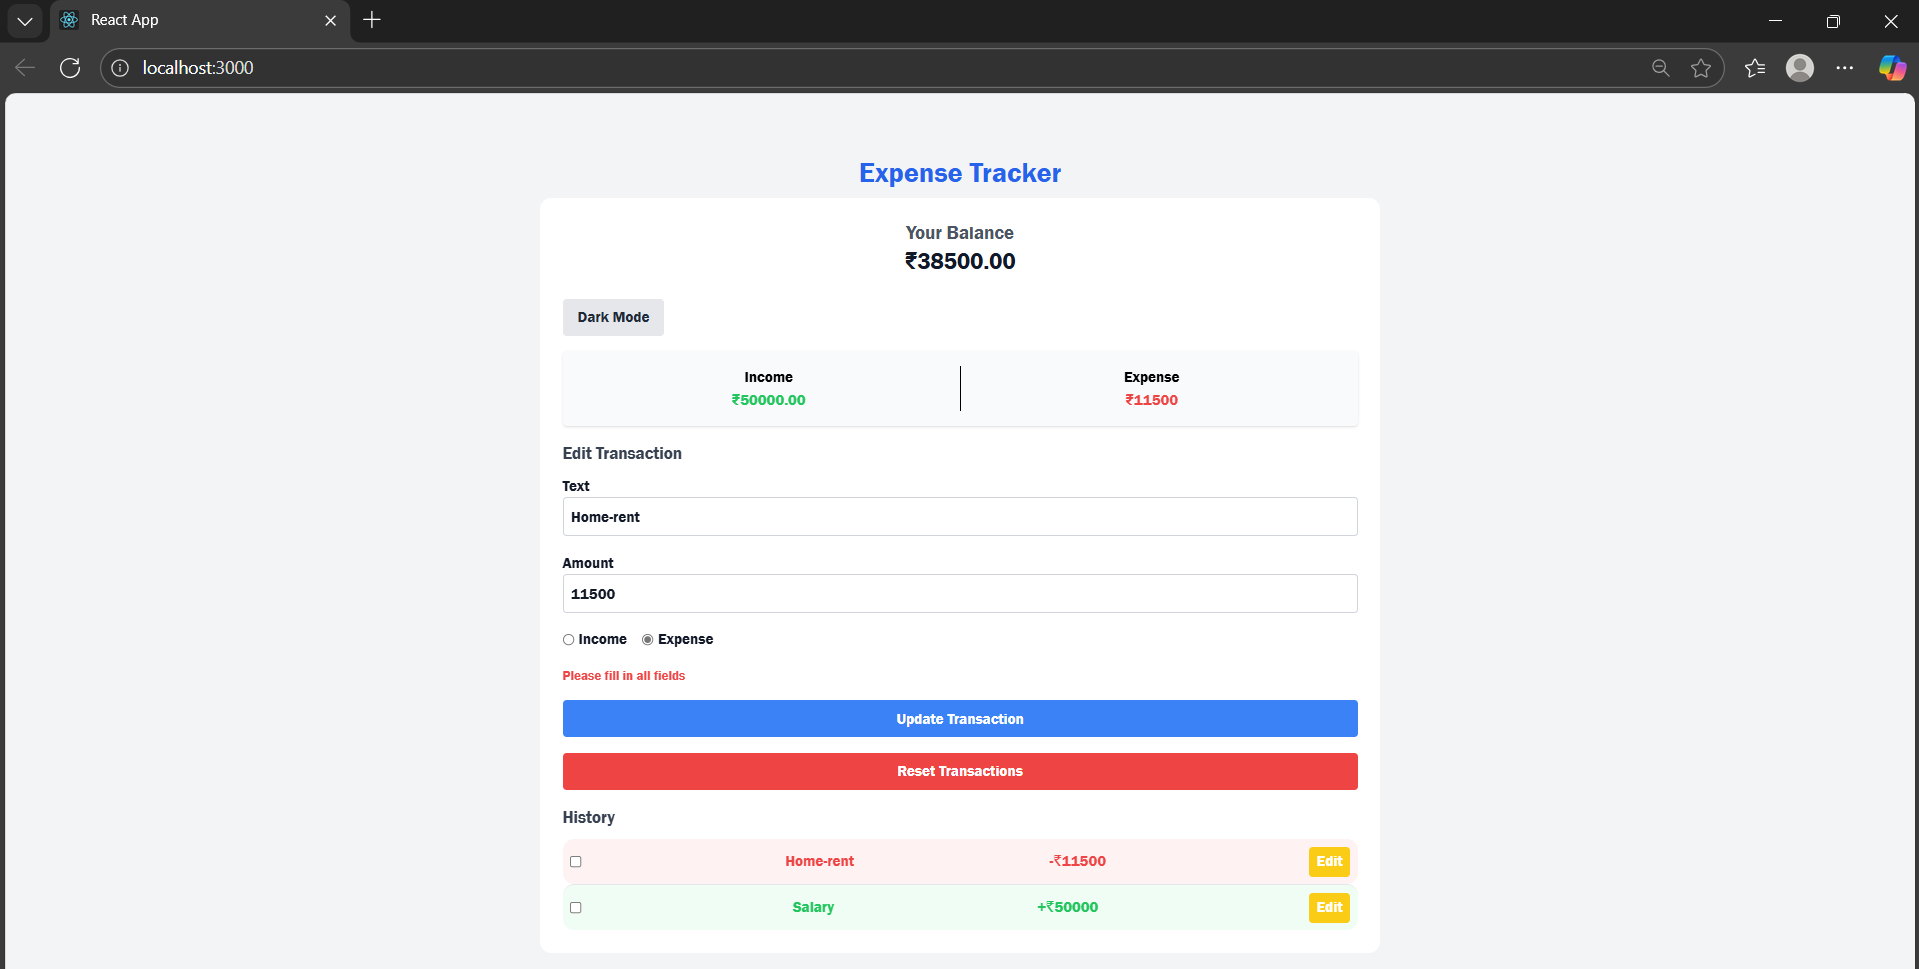 React App
localhost:3000
Expense Tracker
Your Balance
₹38500.00
Dark Mode
Income Expense
₹50000.00 ₹11500
Edit Transaction
Text
Home-rent
Amount
11500
Income Expense
Please fill in all fields
Update Transaction
Reset Transactions
History
Home-rent -₹11500 Edit
Salary +₹50000 Edit